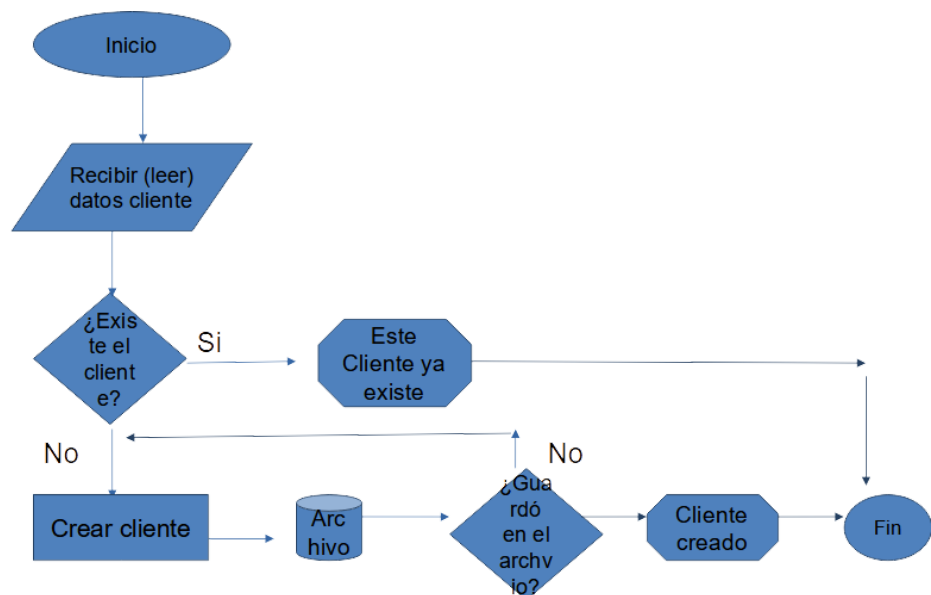 Inicio
Recibir (leer)
datos cliente
¿Exis
te el
client
e?
Si
Este
Cliente ya
existe
No
Crear cliente
Arc
hivo
¿Gua
rdó
en el
archv
io?
No
Cliente
creado
Fin